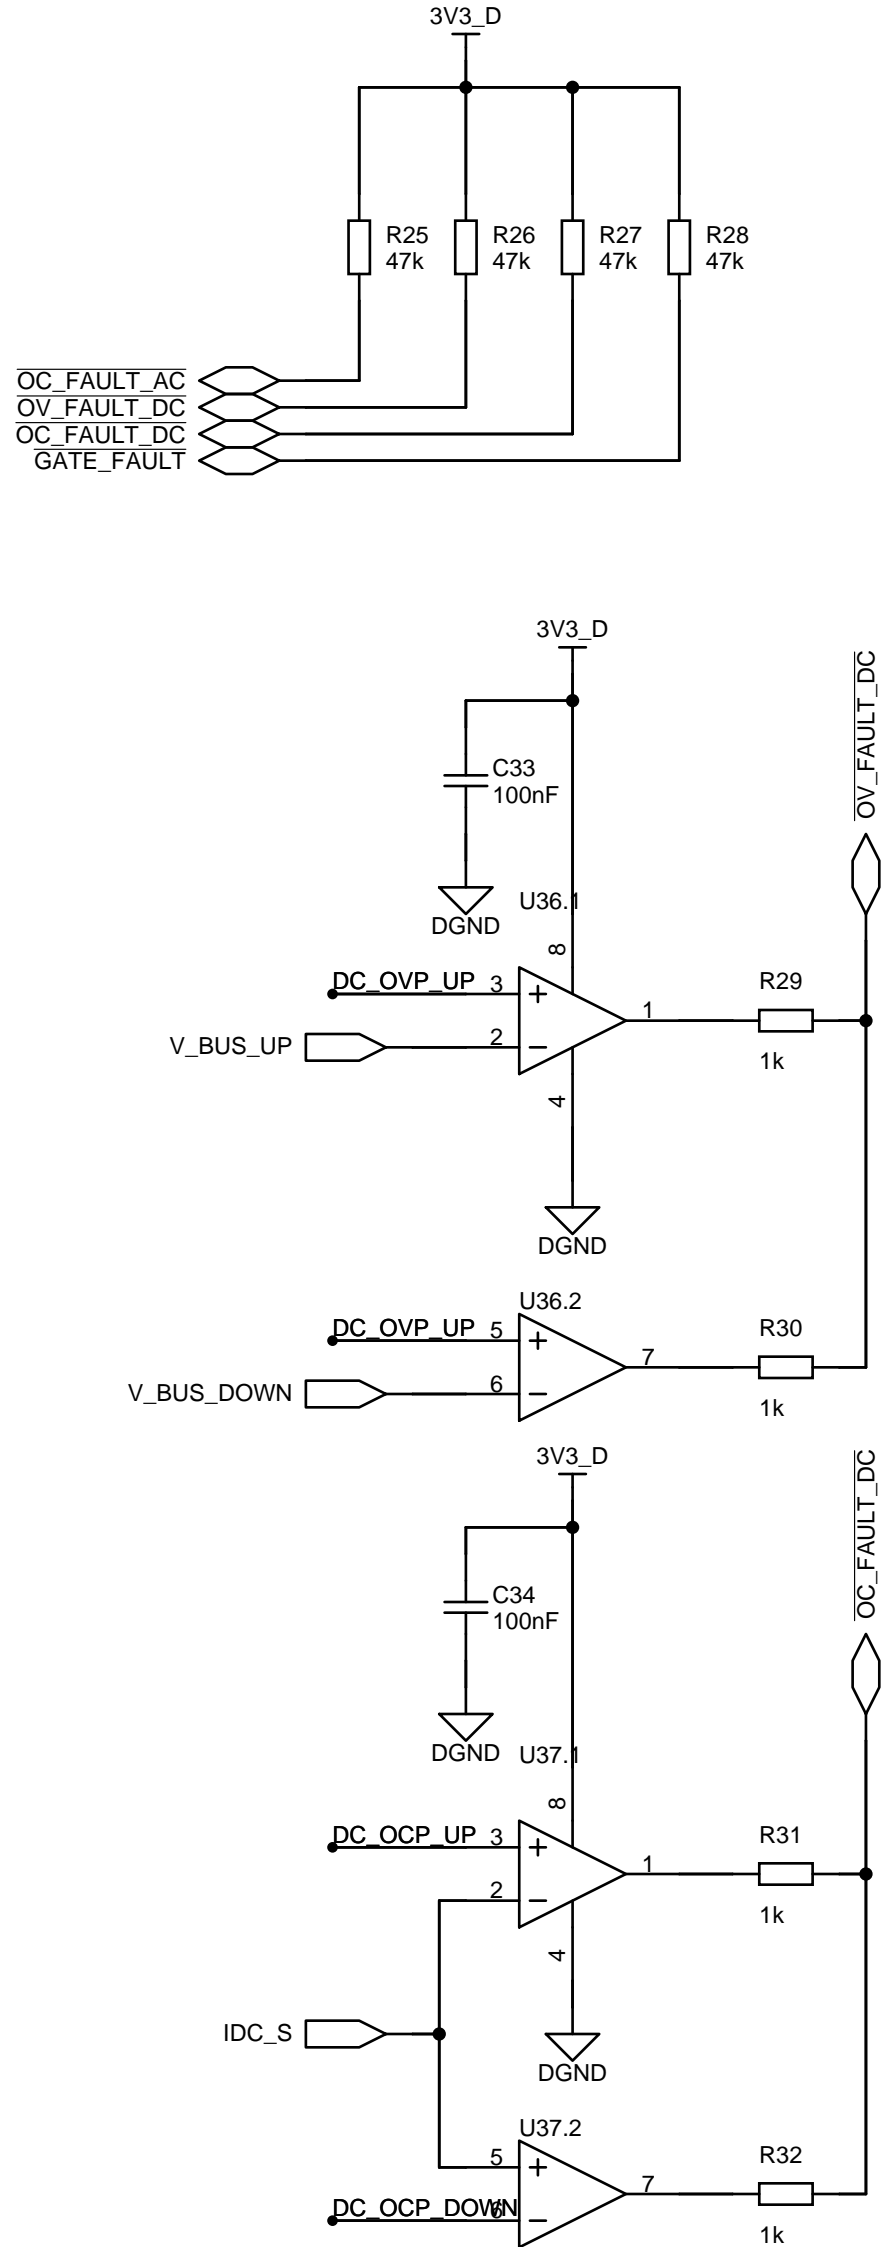 3V3_D
R25 R26 R27 R28
47k 47k 47k 47k
OC_FAULT_AC
OV_FAULT_DC
OC_FAULT_DC
GATE_FAULT
3V3_D
OV_FAULT_DC
C33
100nF
DGND
U36.1
8
DC_OVP_UP 3
+
1
R29
1k
V_BUS_UP
2
−
4
DGND
U36.2
DC_OVP_UP 5
+
7
R30
1k
V_BUS_DOWN
6
−
3V3_D
OC_FAULT_DC
C34
100nF
DGND
U37.1
8
DC_OCP_UP 3
+
1
R31
1k
2
−
4
IDC_S
DGND
U37.2
5
+
7
R32
1k
DC_OCP_DOWN
6
−